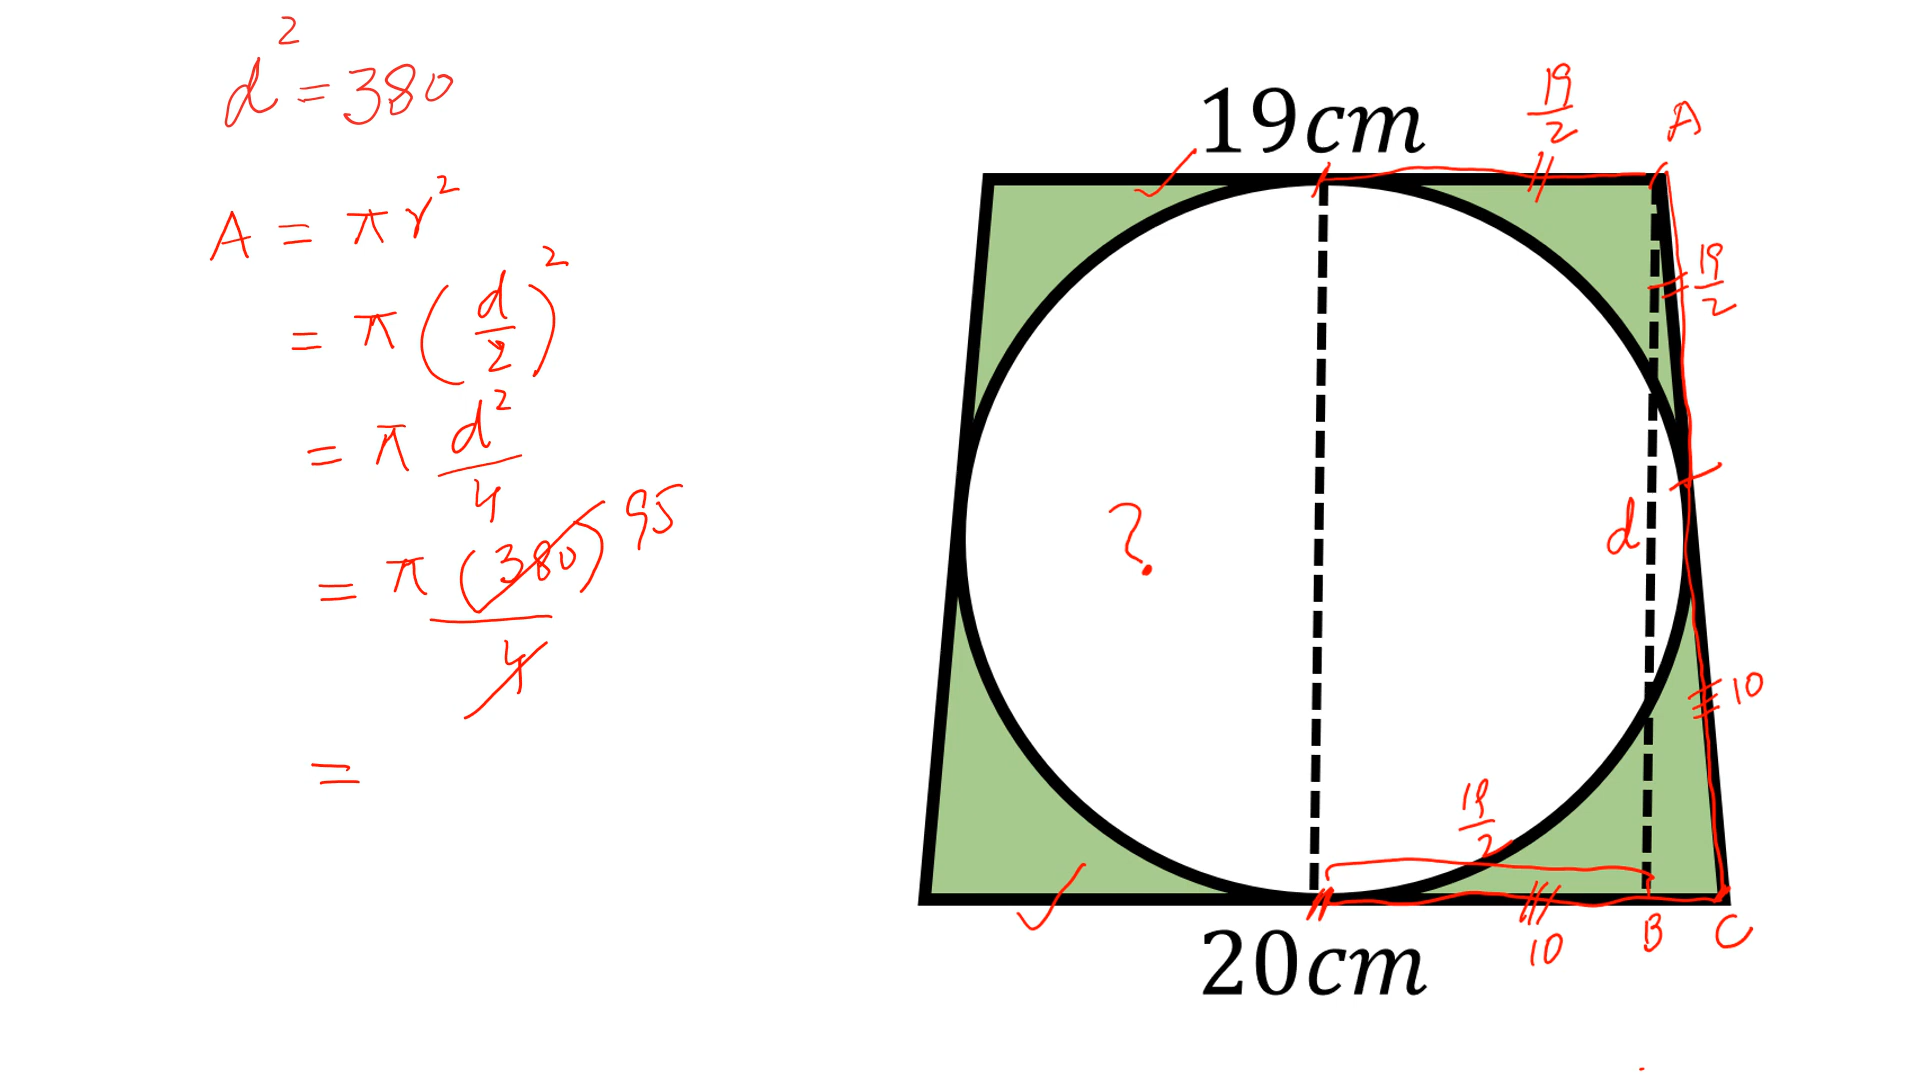 d² = 380
A = πr²
= π(d/2)²
= π d²/4
= π(380)/4 95
=
19cm
19/2
A
19/2
?
d
10
19/2
10
B
C
20cm